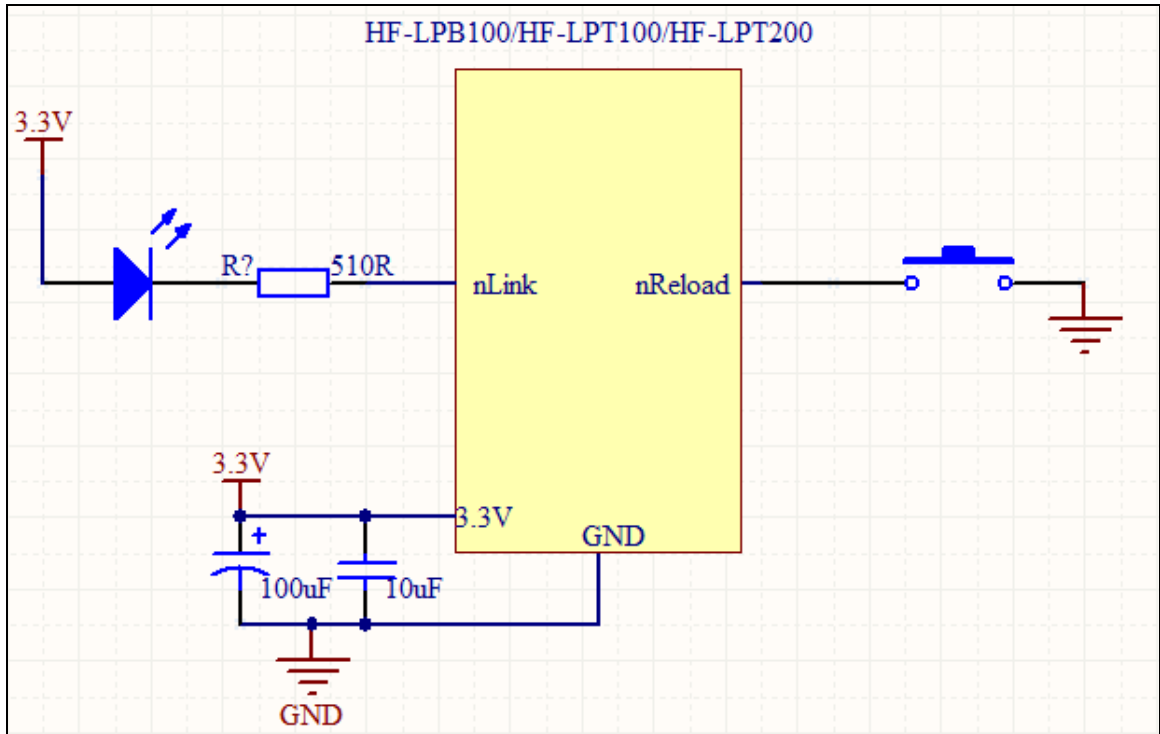 HF-LPB100/HF-LPT100/HF-LPT200
3.3V
R?
510R
nLink
nReload
3.3V
3.3V
GND
+
100uF
10uF
GND